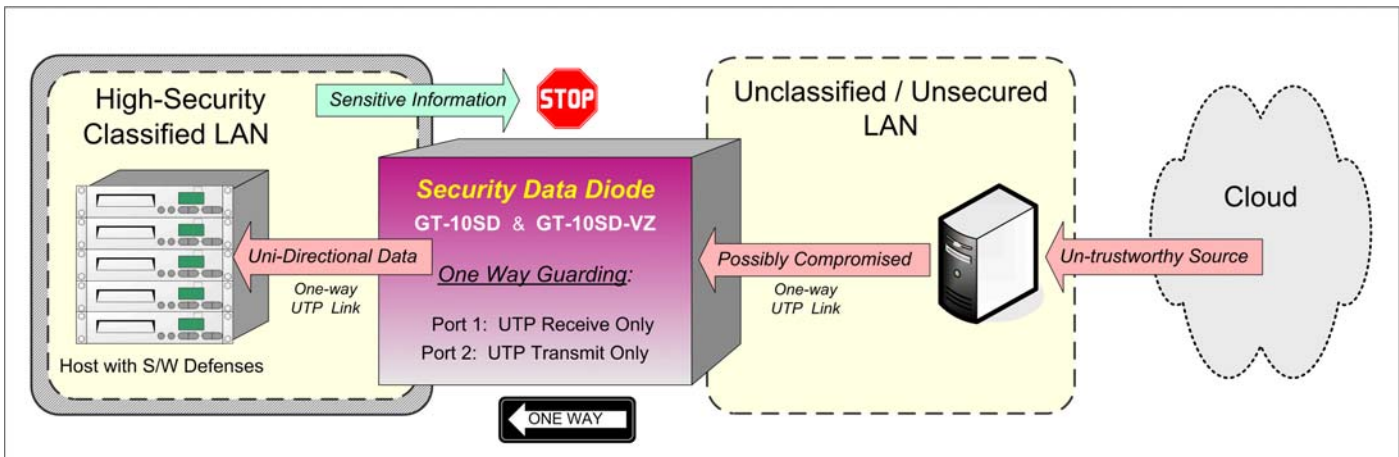 High-Security
Classified LAN
Sensitive Information
STOP
Unclassified / Unsecured
LAN
Security Data Diode
GT-10SD & GT-10SD-VZ
One Way Guarding:
Port 1: UTP Receive Only
Port 2: UTP Transmit Only
Uni-Directional Data
One-way
UTP Link
Host with S/W Defenses
Possibly Compromised
One-way
UTP Link
Un-trustworthy Source
Cloud
ONE WAY